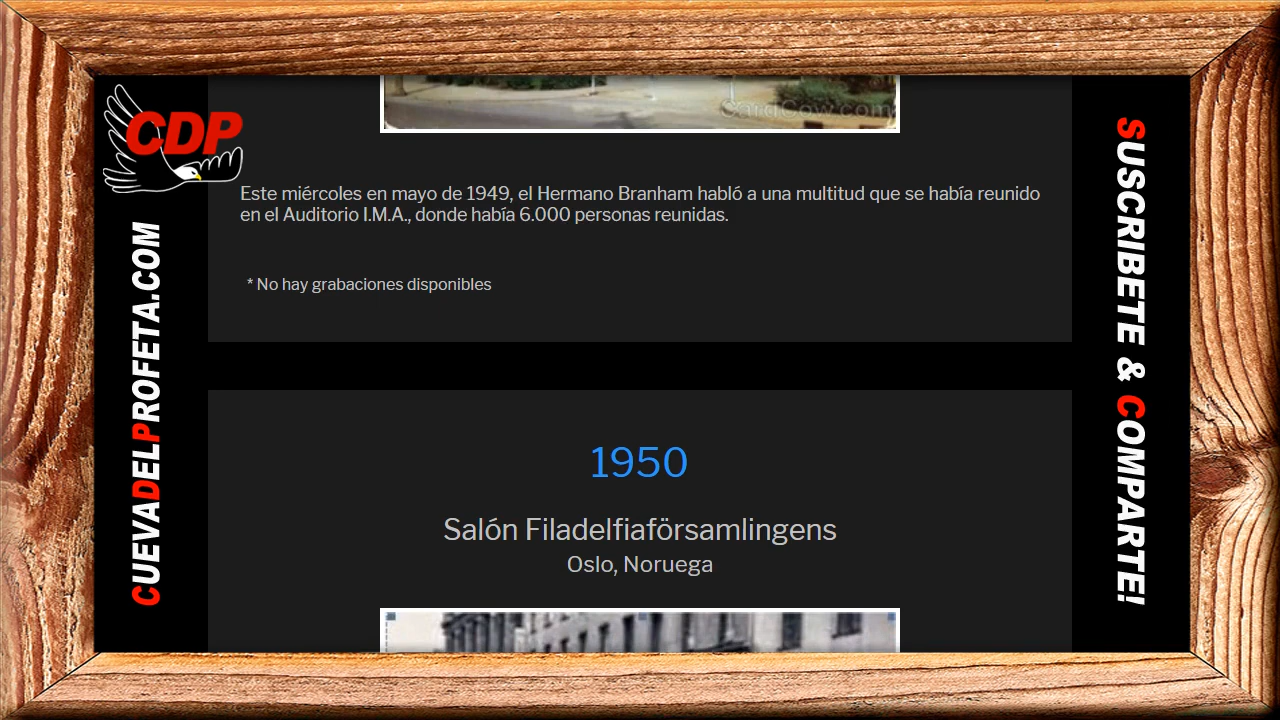 CardCow.com
CDP
Este miércoles en mayo de 1949, el Hermano Branham habló a una multitud que se había reunido
en el Auditorio I.M.A., donde había 6.000 personas reunidas.
* No hay grabaciones disponibles
CUEVADELPROFETA.COM
SUSCRIBETE & COMPARTE!
1950
Salón Filadelfiaförsamlingens
Oslo, Noruega